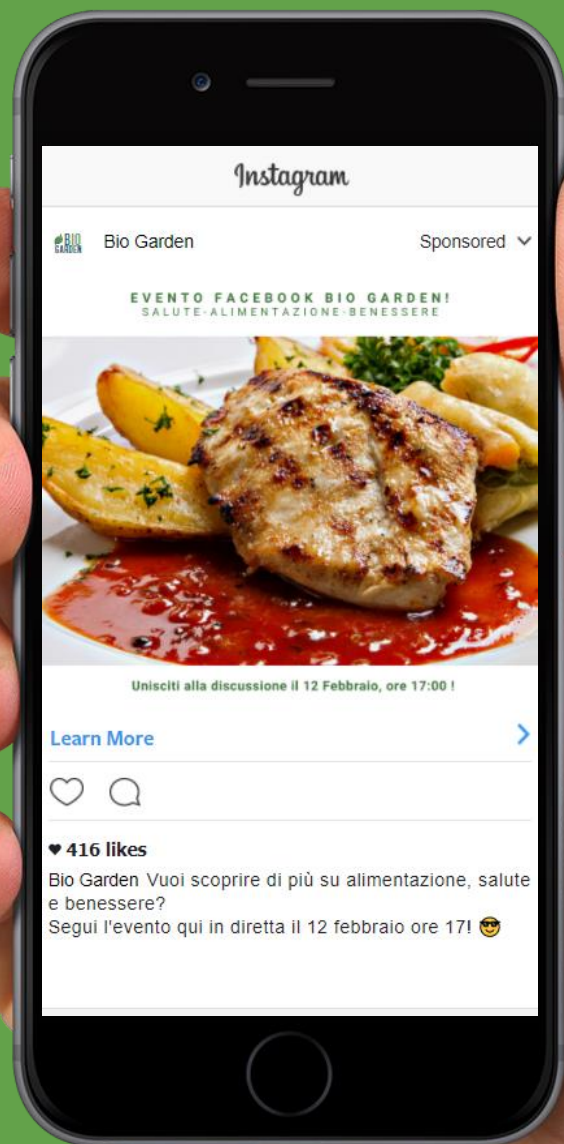 Instagram
BIO
GARDEN
Bio Garden
Sponsored
EVENTO FACEBOOK BIO GARDEN!
SALUTE-ALIMENTAZIONE-BENESSERE
Unisciti alla discussione il 12 Febbraio, ore 17:00 !
Learn More
416 likes
Bio Garden Vuoi scoprire di più su alimentazione, salute
e benessere?
Segui l'evento qui in diretta il 12 febbraio ore 17! 😎